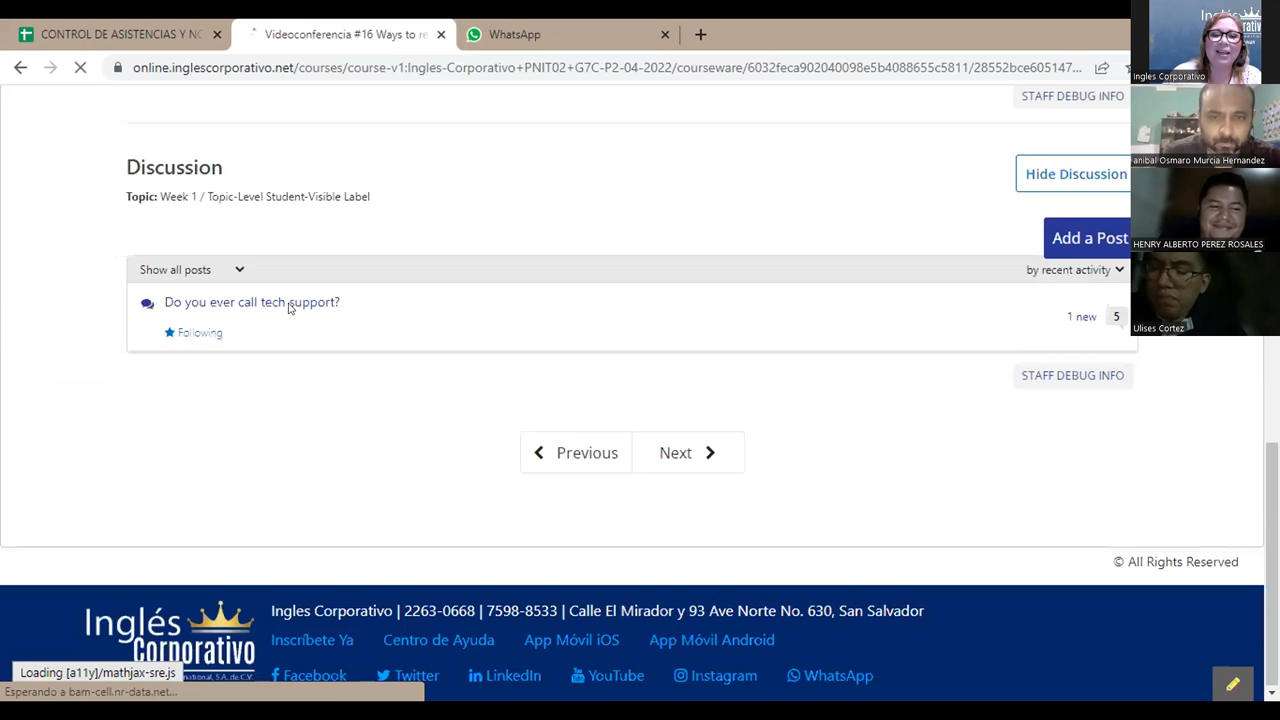 CONTROL DE ASISTENCIAS Y NO
Videoconferencia #16 Ways to re
WhatsApp
online.inglescorporativo.net/courses/course-v1:Ingles-Corporativo+PNIT02+G7C-P2-04-2022/courseware/6032feca902040098e5b4088655c5811/28552bce605147...
Inglés
Ingles Corporativo
anibal Osmaro Murcia Hernandez
HENRY ALBERTO PEREZ ROSALES
Ulises Cortez
STAFF DEBUG INFO
Discussion
Hide Discussion
Topic: Week 1 / Topic-Level Student-Visible Label
Add a Post
Show all posts
by recent activity
Do you ever call tech support?
1 new 5
Following
STAFF DEBUG INFO
Previous
Next
© All Rights Reserved
Inglés
Corporativo
Ingles Corporativo | 2263-0668 | 7598-8533 | Calle El Mirador y 93 Ave Norte No. 630, San Salvador
Inscríbete Ya Centro de Ayuda App Móvil iOS App Móvil Android
Facebook Twitter LinkedIn YouTube Instagram WhatsApp
Loading [a11y]/mathjax-sre.js
Esperando a bam-cell.nr-data.net...